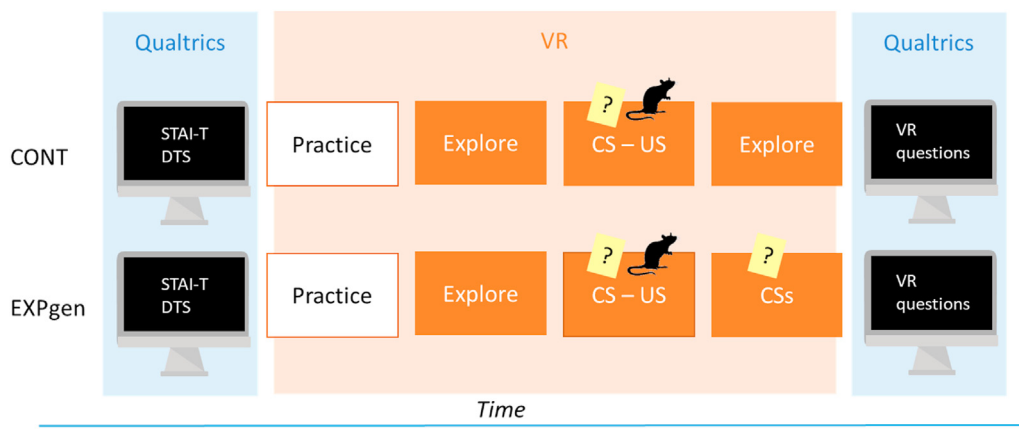 Qualtrics
VR
Qualtrics
CONT
STAI-T
DTS
Practice
Explore
?
CS – US
Explore
VR
questions
EXPgen
STAI-T
DTS
Practice
Explore
?
CS – US
?
CSs
VR
questions
Time